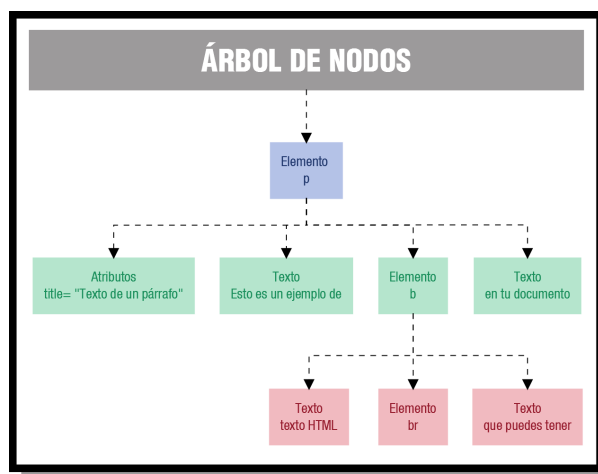 ÁRBOL DE NODOS
Elemento
p
Atributos
title= "Texto de un párrafo"
Texto
Esto es un ejemplo de
Elemento
b
Texto
en tu documento
Texto
texto HTML
Elemento
br
Texto
que puedes tener